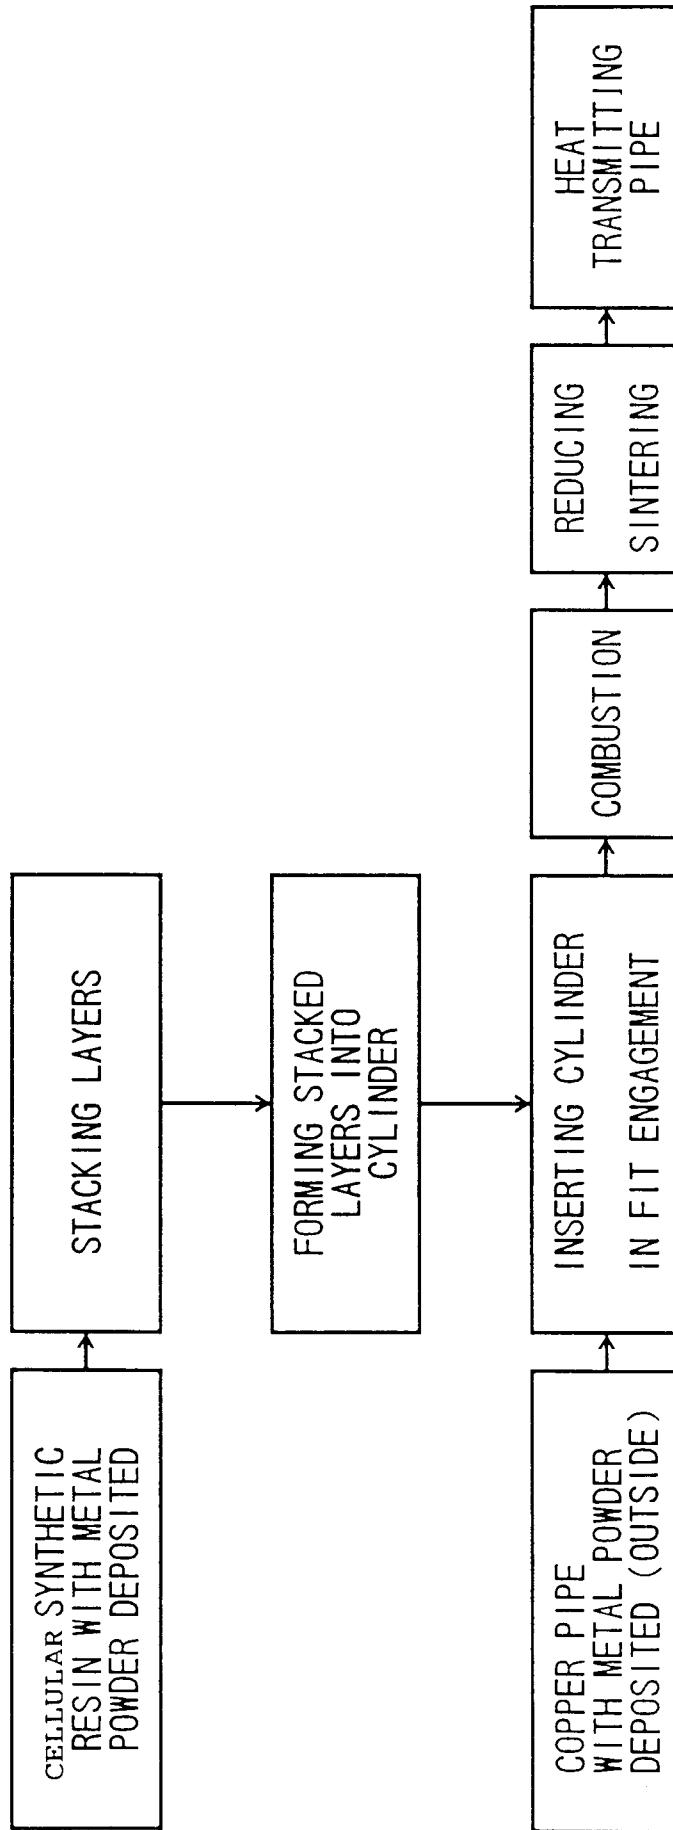 CELLULAR SYNTHETIC
RESIN WITH METAL
POWDER DEPOSITED
STACKING LAYERS
FORMING STACKED
LAYERS INTO
CYLINDER
COPPER PIPE
WITH METAL POWDER
DEPOSITED (OUTSIDE)
INSERTING CYLINDER
IN FIT ENGAGEMENT
COMBUSTION
REDUCING
SINTERING
HEAT
TRANSMITTING
PIPE